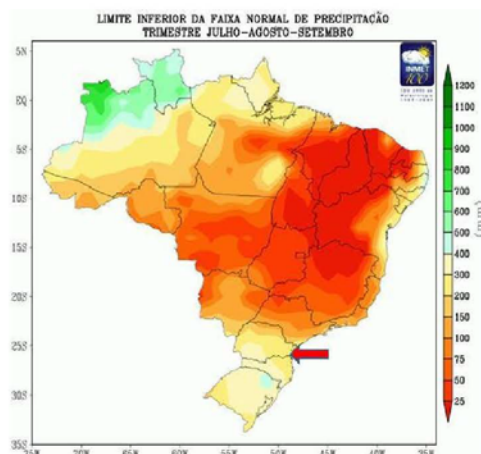 LIMITE INFERIOR DA FAIXA NORMAL DE PRECIPITAÇÃO
TRIMESTRE JULHO-AGOSTO-SETEMBRO
INMET
100
5N
EQ
5S
10S
15S
20S
25S
30S
35S
70W
65W
60W
55W
50W
45W
40W
35W
1200
1100
1000
900
800
700
600
500
400
300
200
150
100
75
50
25
(mm)